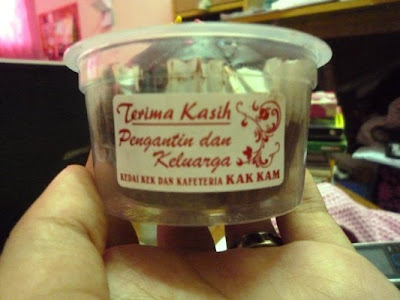 Terima Kasih
Pengantin dan
Keluarga
KEDAI KEK DAN KAFETERIA KAK KAM